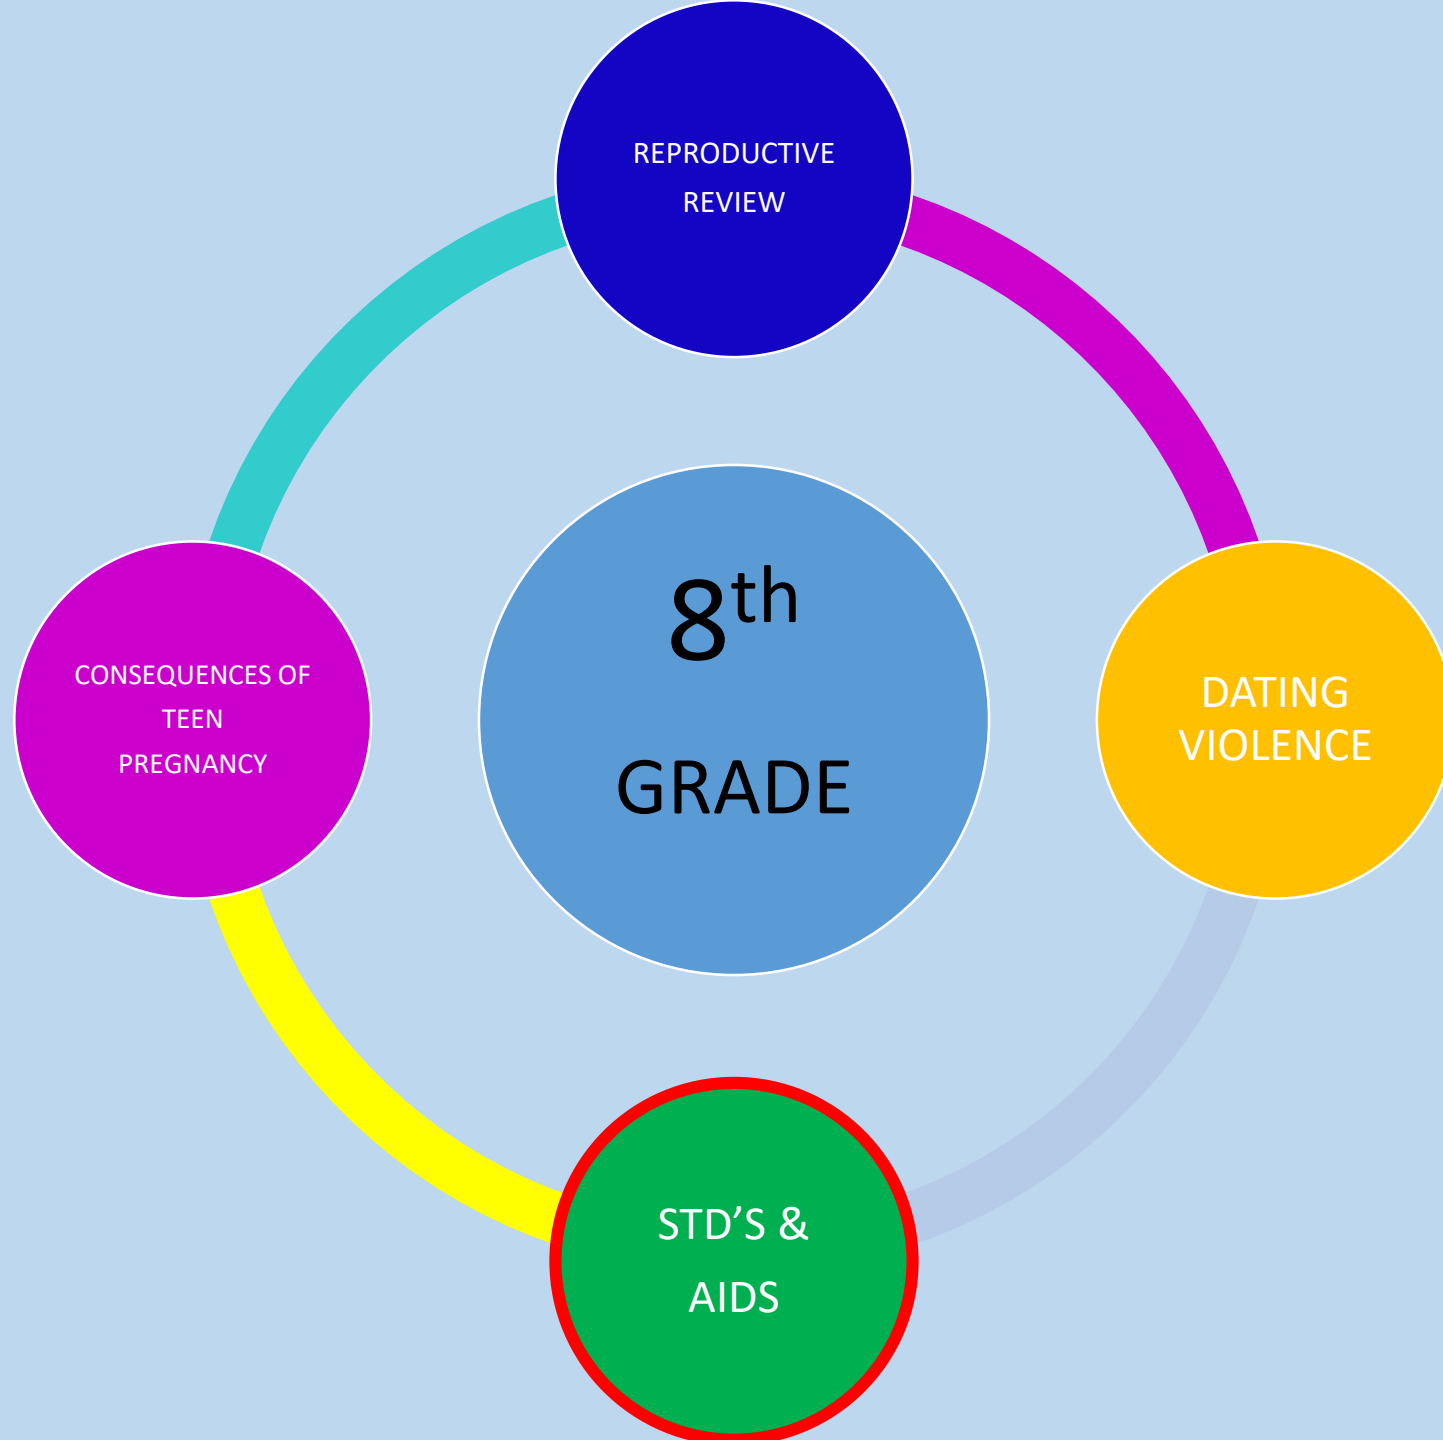 REPRODUCTIVE
REVIEW
8th
GRADE
CONSEQUENCES OF
TEEN
PREGNANCY
DATING
VIOLENCE
STD’S &
AIDS